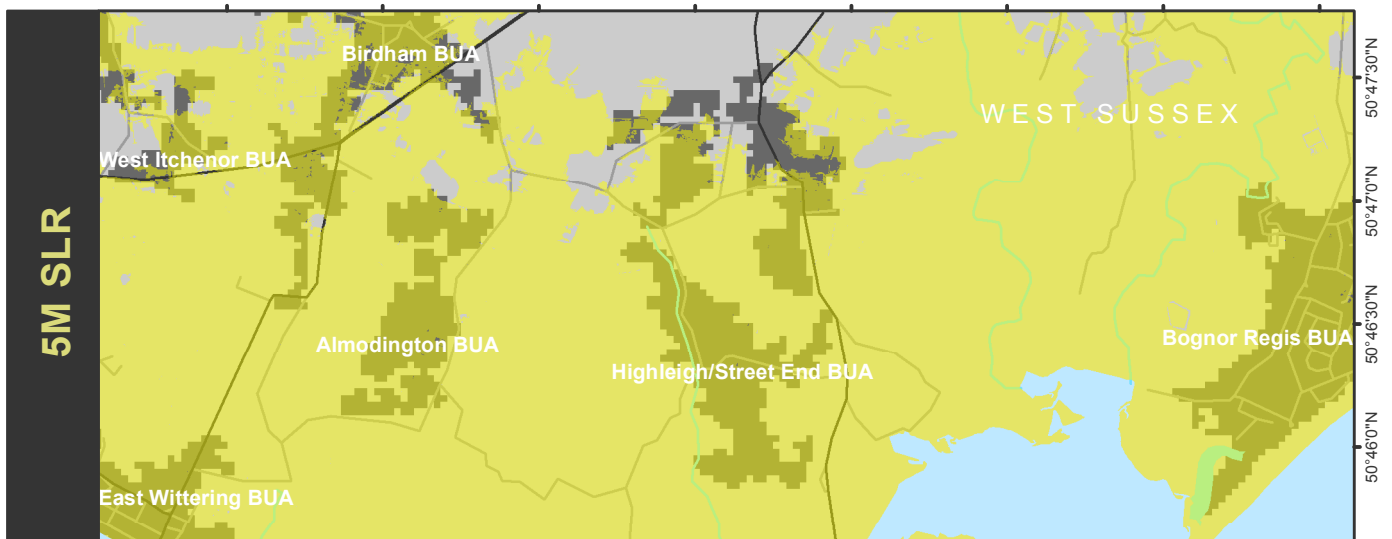 5M SLR
Birdham BUA
WEST SUSSEX
50°47'30"N
West Itchenor BUA
50°47'0"N
Almodington BUA
Highleigh/Street End BUA
Bognor Regis BUA
50°46'30"N
50°46'0"N
East Wittering BUA